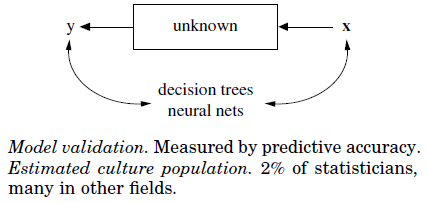 y unknown x
decision trees
neural nets
Model validation. Measured by predictive accuracy.
Estimated culture population. 2% of statisticians,
many in other fields.